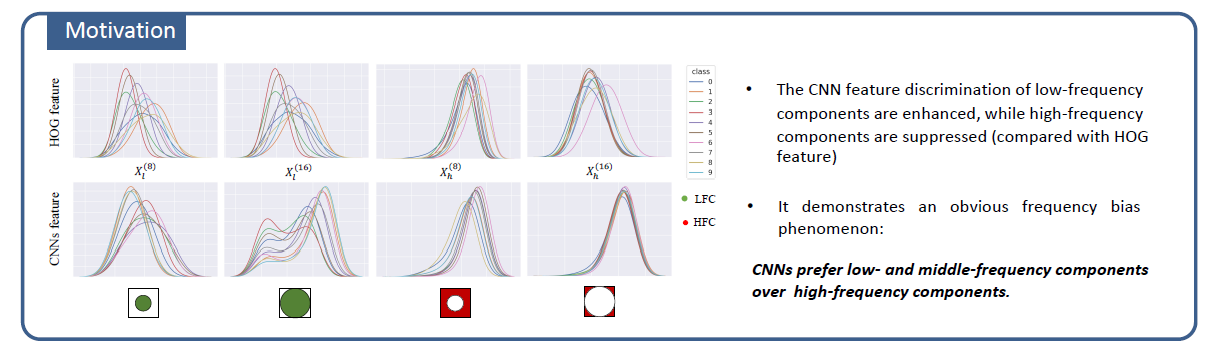 Motivation
HOG feature
X_l^(8)
X_l^(16)
X_h^(8)
X_h^(16)
class
0
1
2
3
4
5
6
7
8
9
CNNs feature
LFC
HFC
• The CNN feature discrimination of low-frequency
components are enhanced, while high-frequency
components are suppressed (compared with HOG
feature)
• It demonstrates an obvious frequency bias
phenomenon:
CNNs prefer low- and middle-frequency components
over high-frequency components.